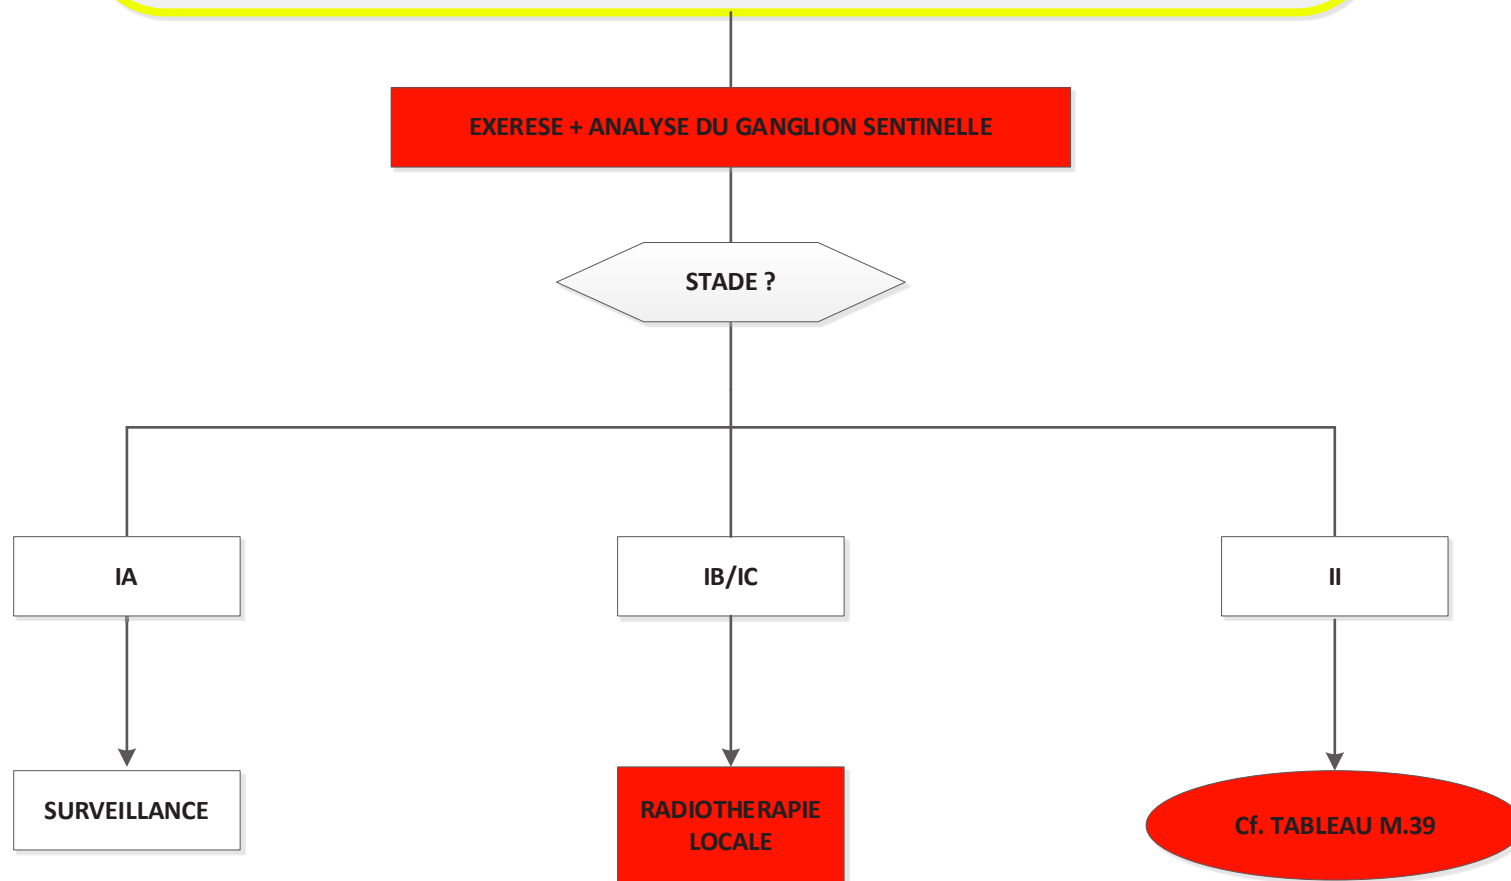 EXERESE + ANALYSE DU GANGLION SENTINELLE
STADE ?
IA
IB/IC
II
SURVEILLANCE
RADIOTHERAPIE
LOCALE
Cf. TABLEAU M.39